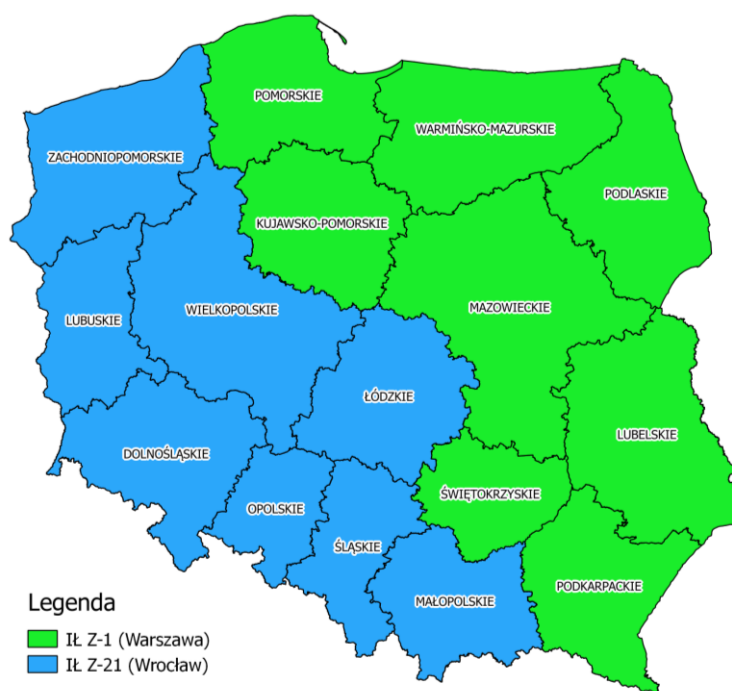 POMORSKIE
WARMIŃSKO-MAZURSKIE
ZACHODNIOPOMORSKIE
PODLASKIE
KUJAWSKO-POMORSKIE
MAZOWIECKIE
WIELKOPOLSKIE
LUBUSKIE
ŁÓDZKIE
LUBELSKIE
DOLNOŚLĄSKIE
ŚWIĘTOKRZYSKIE
OPOLSKIE
ŚLĄSKIE
PODKARPACKIE
MAŁOPOLSKIE
Legenda
IŁ Z-1 (Warszawa)
IŁ Z-21 (Wrocław)